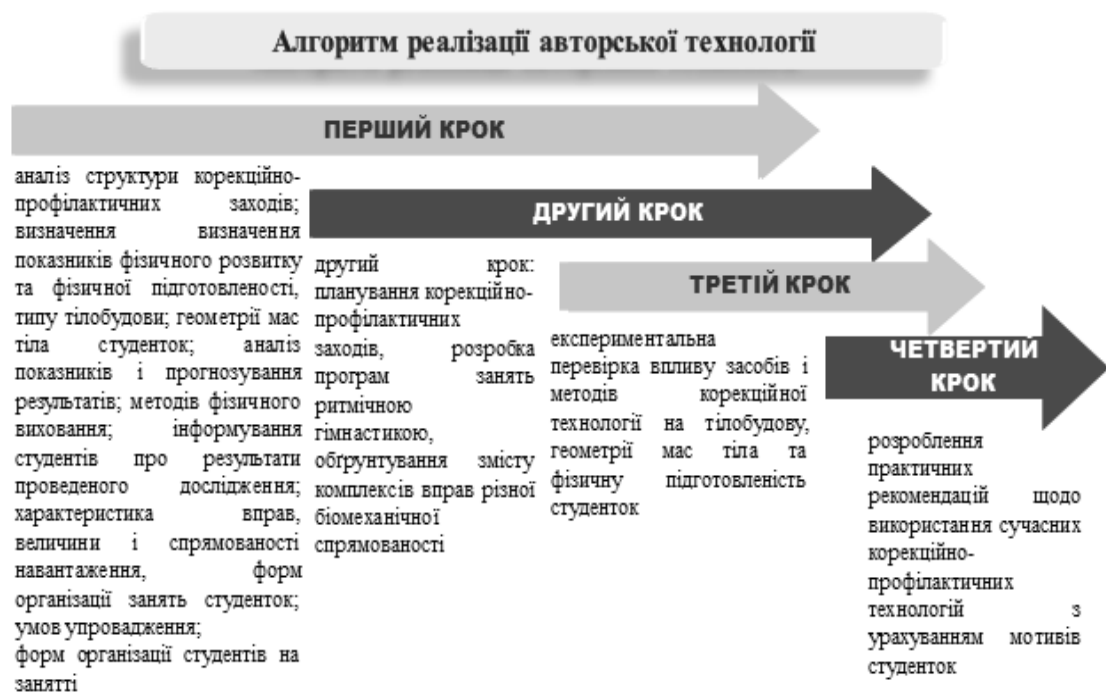 Алгоритм реалізації авторської технології
ПЕРШИЙ КРОК
аналіз структури корекційно-
профілактичних заходів;
визначення визначення
показників фізичного розвитку
та фізичної підготовленості,
типу тілобудови; геометрії мас
тіла студенток; аналіз
показників і прогнозування
результатів; методів фізичного
виховання; інформування
студентів про результати
проведеного дослідження;
характеристика вправ,
величини і спрямованості
навантаження, форм
організації занять студенток;
умов упровадження;
форм організації студентів на
занятті
ДРУГИЙ КРОК
другий крок:
планування корекційно-
профілактичних
заходів, розробка
програм занять
ритмічною
гімнастикою,
обґрунтування змісту
комплексів вправ різної
біомеханічної
спрямованості
ТРЕТІЙ КРОК
експериментальна
перевірка впливу засобів і
методів корекційної
технології на тілобудову,
геометрії мас тіла та
фізичну підготовленість
студенток
ЧЕТВЕРТИЙ
КРОК
розроблення
практичних
рекомендацій щодо
використання сучасних
корекційно-
профілактичних
технологій з
урахуванням мотивів
студенток